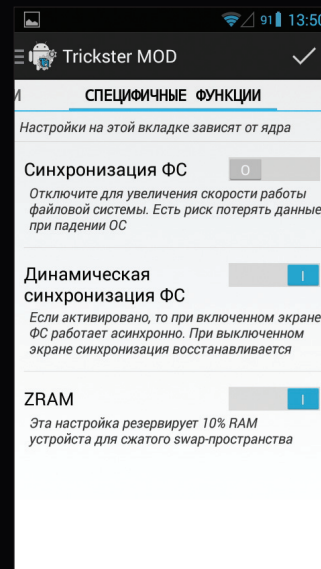 91 13:50
Trickster MOD
СПЕЦИФИЧНЫЕ ФУНКЦИИ
Настройки на этой вкладке зависят от ядра
Синхронизация ФС
O
Отключите для увеличения скорости работы
файловой системы. Есть риск потерять данные
при падении ОС
Динамическая
синхронизация ФС
I
Если активировано, то при включенном экране
ФС работает асинхронно. При выключенном
экране синхронизация восстанавливается
ZRAM
I
Эта настройка резервирует 10% RAM
устройста для сжатого swap-пространства